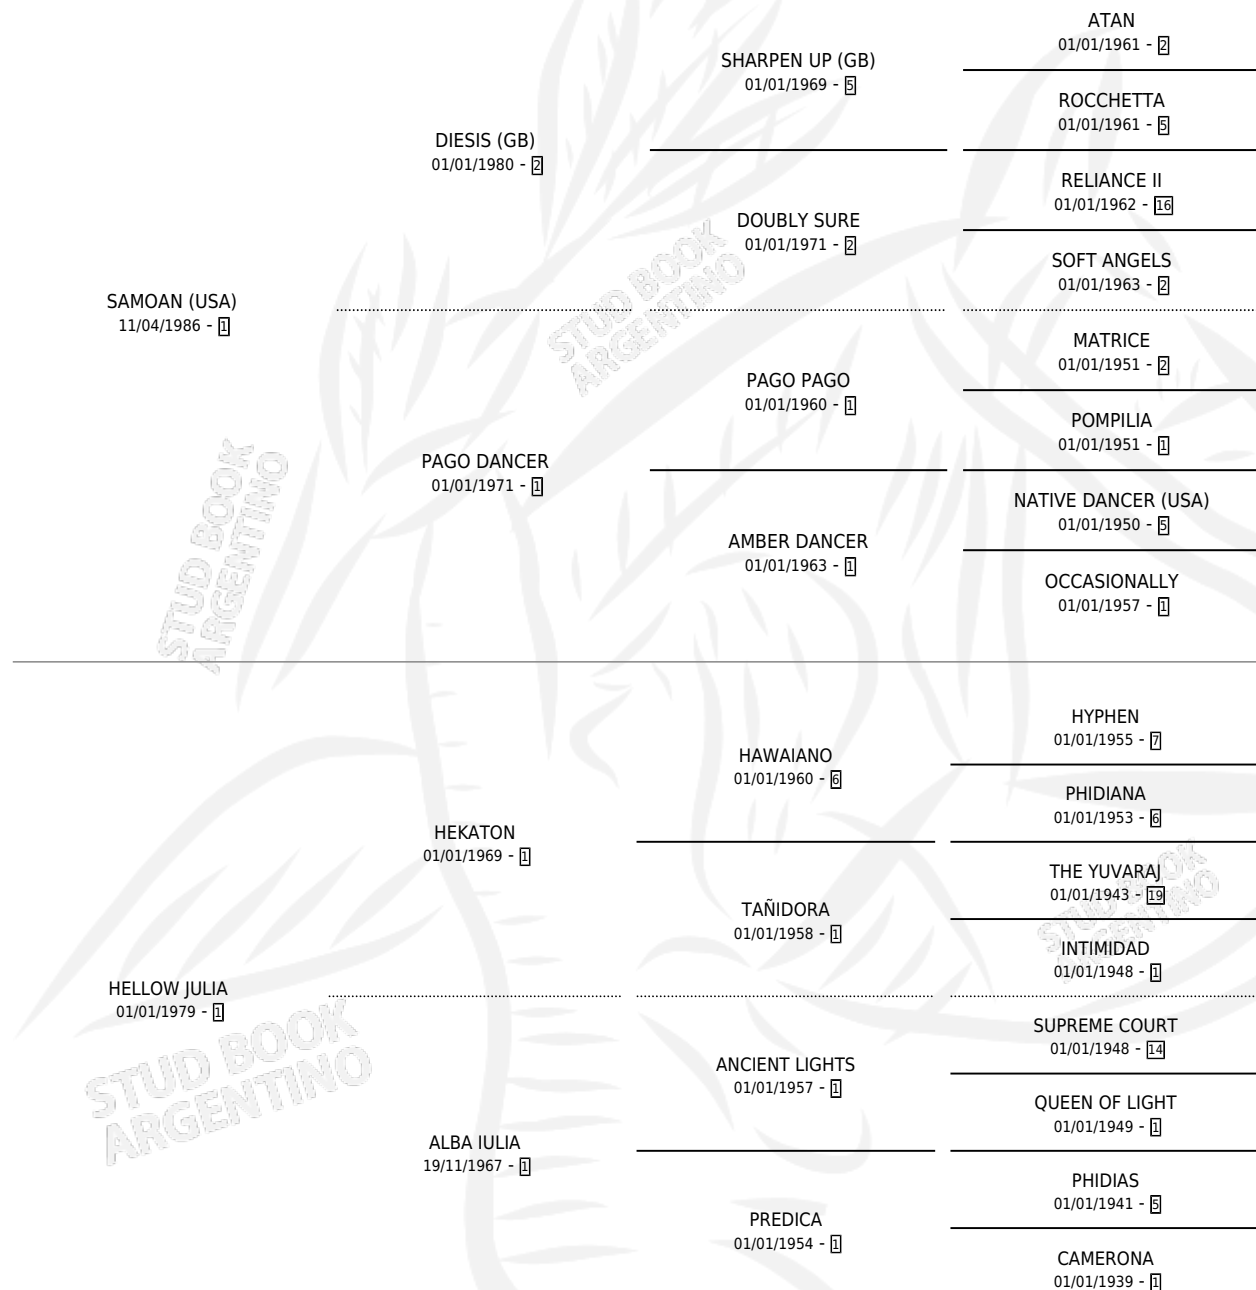 ATAN
01/01/1961 - 2
SHARPEN UP (GB)
01/01/1969 - 5
ROCCHETTA
01/01/1961 - 5
DIESIS (GB)
01/01/1980 - 2
RELIANCE II
01/01/1962 - 16
DOUBLY SURE
01/01/1971 - 2
SOFT ANGELS
01/01/1963 - 2
SAMOAN (USA)
11/04/1986 - 1
MATRICE
01/01/1951 - 2
PAGO PAGO
01/01/1960 - 1
POMPILIA
01/01/1951 - 1
PAGO DANCER
01/01/1971 - 1
NATIVE DANCER (USA)
01/01/1950 - 5
AMBER DANCER
01/01/1963 - 1
OCCASIONALLY
01/01/1957 - 1
HYPHEN
01/01/1955 - 7
HAWAIANO
01/01/1960 - 6
PHIDIANA
01/01/1953 - 6
HEKATON
01/01/1969 - 1
THE YUVARAJ
01/01/1943 - 19
TAÑIDORA
01/01/1958 - 1
INTIMIDAD
01/01/1948 - 1
HELLOW JULIA
01/01/1979 - 1
SUPREME COURT
01/01/1948 - 14
ANCIENT LIGHTS
01/01/1957 - 1
QUEEN OF LIGHT
01/01/1949 - 1
ALBA IULIA
19/11/1967 - 1
PHIDIAS
01/01/1941 - 5
PREDICA
01/01/1954 - 1
CAMERONA
01/01/1939 - 1
STUD BOOK
ARGENTINO
STUD BOOK
ARGENTINO
STUD BOOK
ARGENTINO
STUD BOOK
ARGENTINO